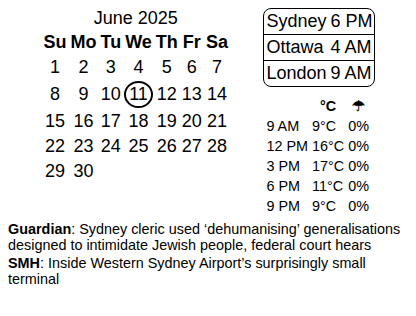 June 2025
Su Mo Tu We Th Fr Sa
1 2 3 4 5 6 7
8 9 10 11 12 13 14
15 16 17 18 19 20 21
22 23 24 25 26 27 28
29 30
Sydney 6 PM
Ottawa 4 AM
London 9 AM
°C ☂
9 AM 9°C 0%
12 PM 16°C 0%
3 PM 17°C 0%
6 PM 11°C 0%
9 PM 9°C 0%
Guardian: Sydney cleric used ‘dehumanising’ generalisations
designed to intimidate Jewish people, federal court hears
SMH: Inside Western Sydney Airport’s surprisingly small
terminal